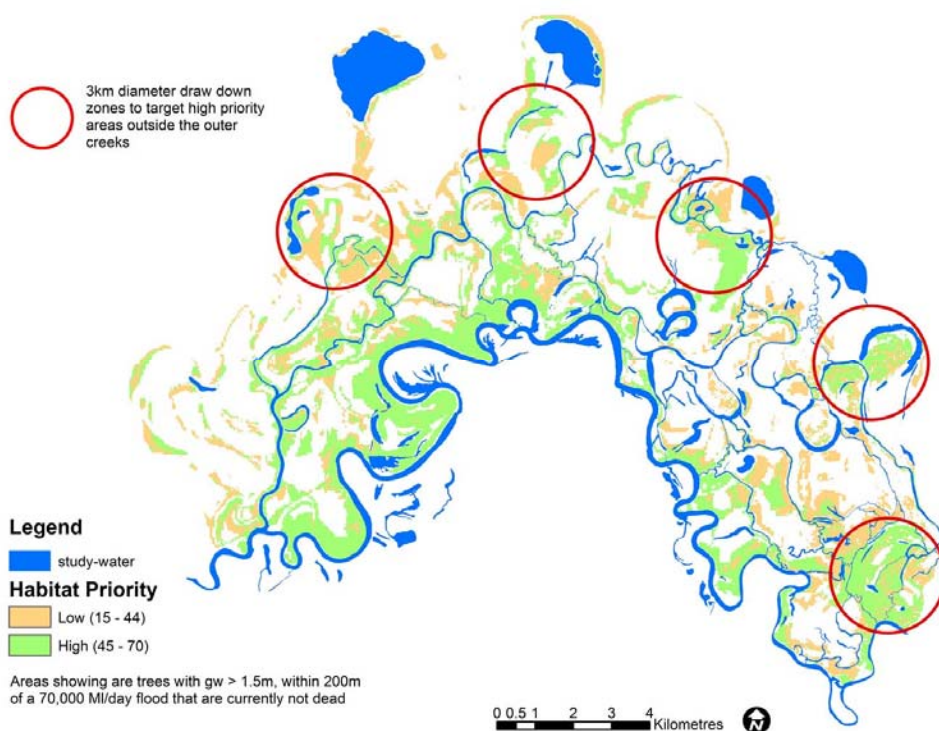 3km diameter draw down
zones to target high priority
areas outside the outer
creeks
Legend
study-water
Habitat Priority
Low (15 - 44)
High (45 - 70)
Areas showing are trees with gw > 1.5m, within 200m
of a 70,000 Ml/day flood that are currently not dead
0 0.5 1 2 3 4
Kilometres
N